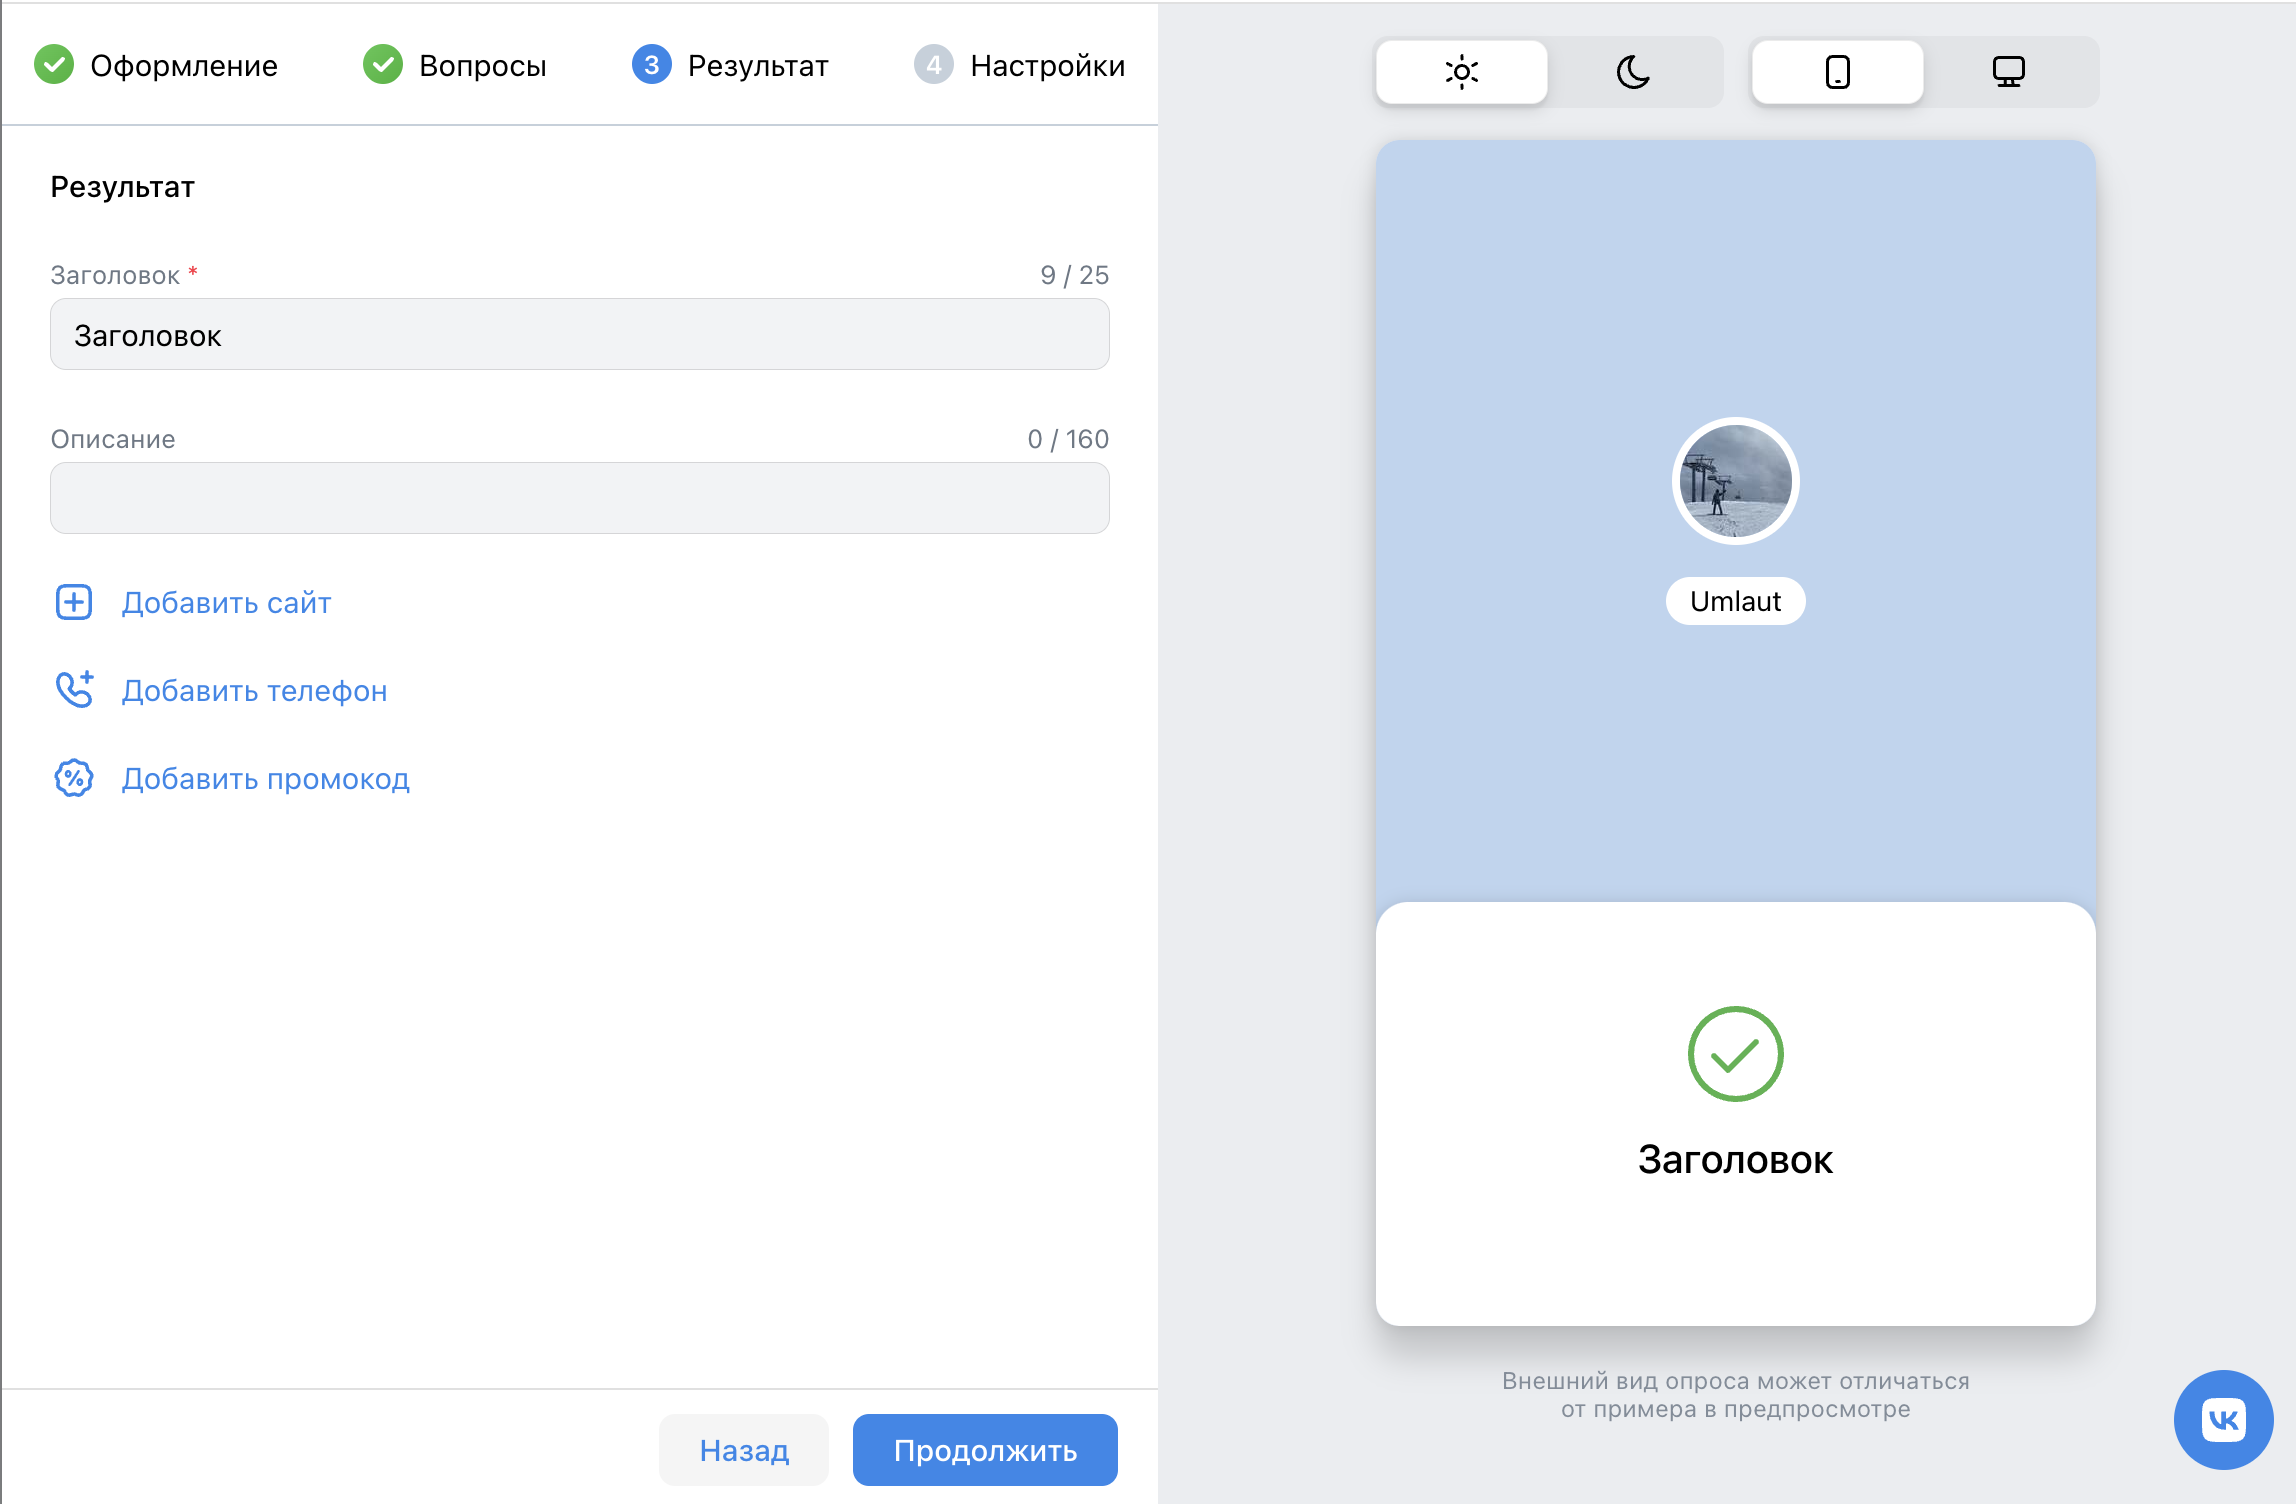 Оформление
Вопросы
3 Результат
4 Настройки
Результат
Заголовок *
9 / 25
Заголовок
Описание
0 / 160
Добавить сайт
Добавить телефон
Добавить промокод
Назад
Продолжить
Umlaut
Заголовок
Внешний вид опроса может отличаться
от примера в предпросмотре